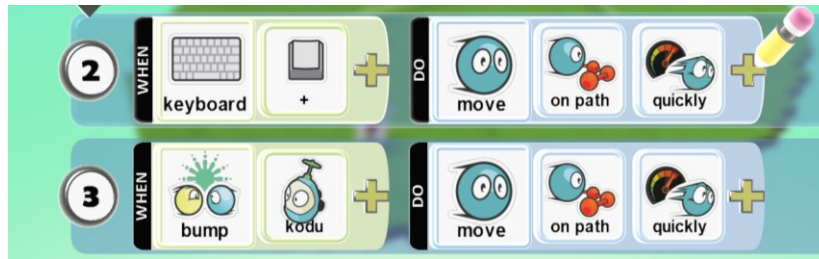 2 WHEN keyboard + DO move on path quickly
3 WHEN bump kodu DO move on path quickly